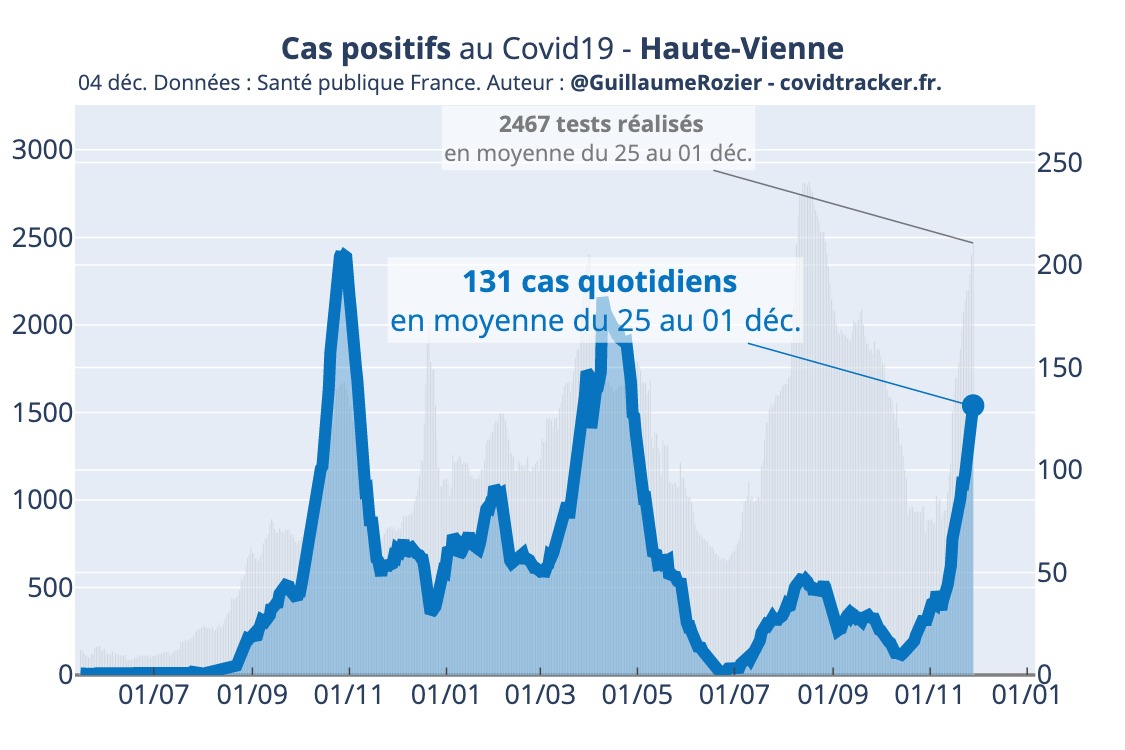 Cas positifs au Covid19 - Haute-Vienne
04 déc. Données : Santé publique France. Auteur : @GuillaumeRozier - covidtracker.fr.
2467 tests réalisés
en moyenne du 25 au 01 déc.
131 cas quotidiens
en moyenne du 25 au 01 déc.
3000
2500
2000
1500
1000
500
0
250
200
150
100
50
0
01/07 01/09 01/11 01/01 01/03 01/05 01/07 01/09 01/11 01/01